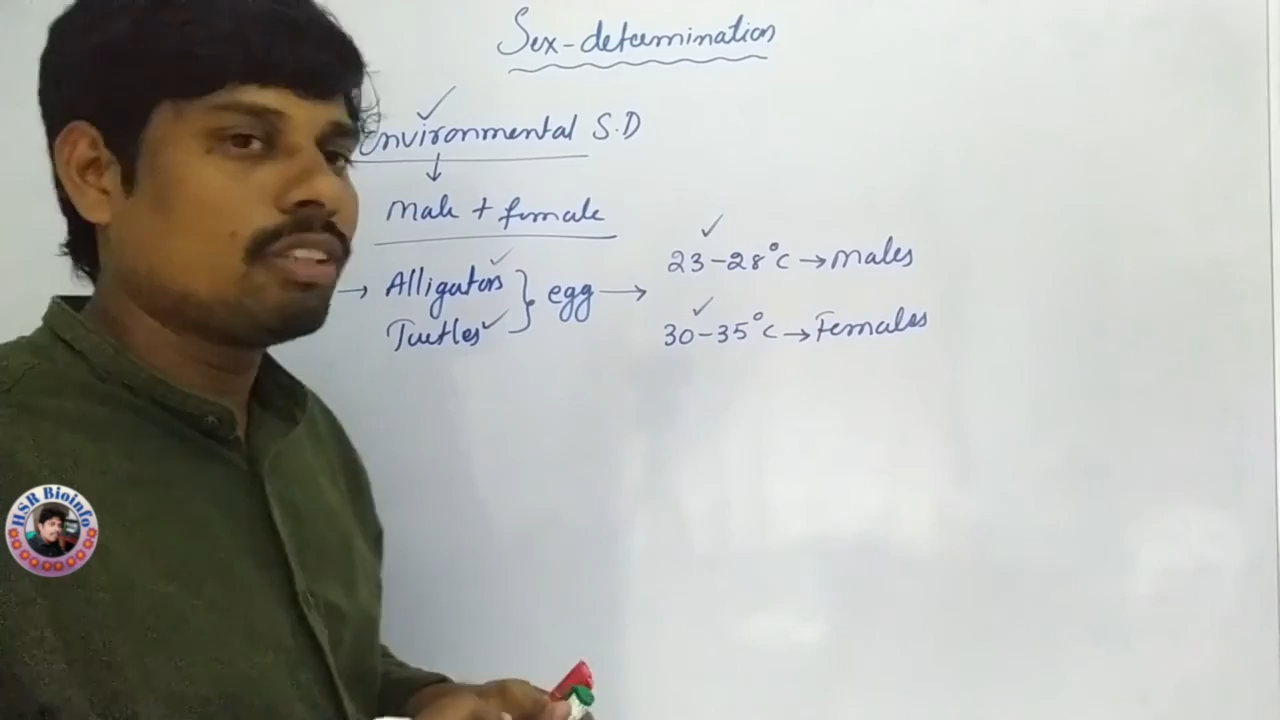 Sex-determination
Environmental S.D
↓
male + female
→ Alligators
Turtles } egg →
23-28°c → males
30-35°c → Females
HSR Bioinfo